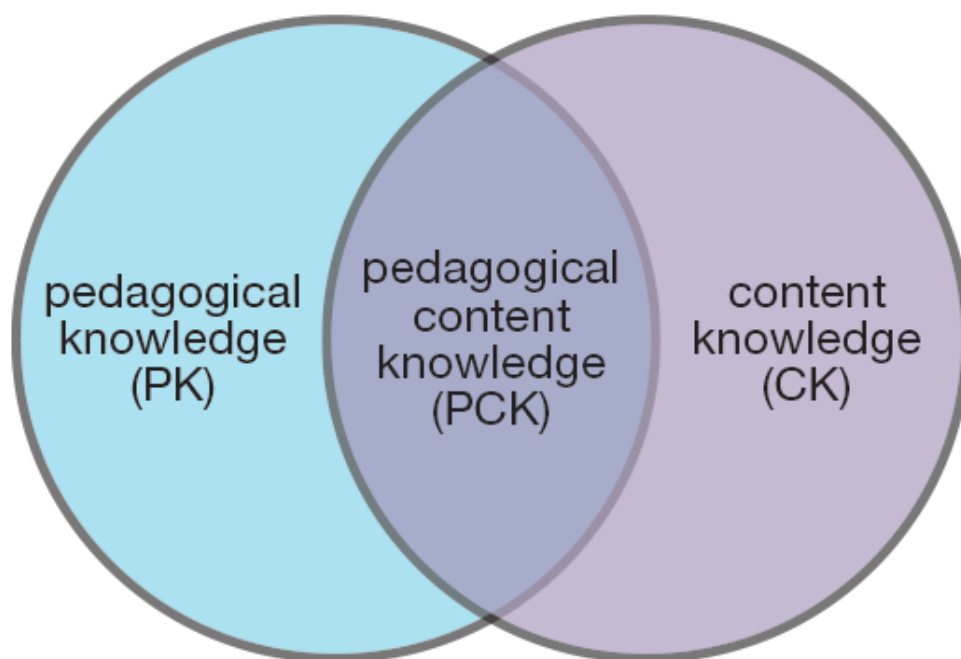 pedagogical
knowledge
(PK)
pedagogical
content
knowledge
(PCK)
content
knowledge
(CK)